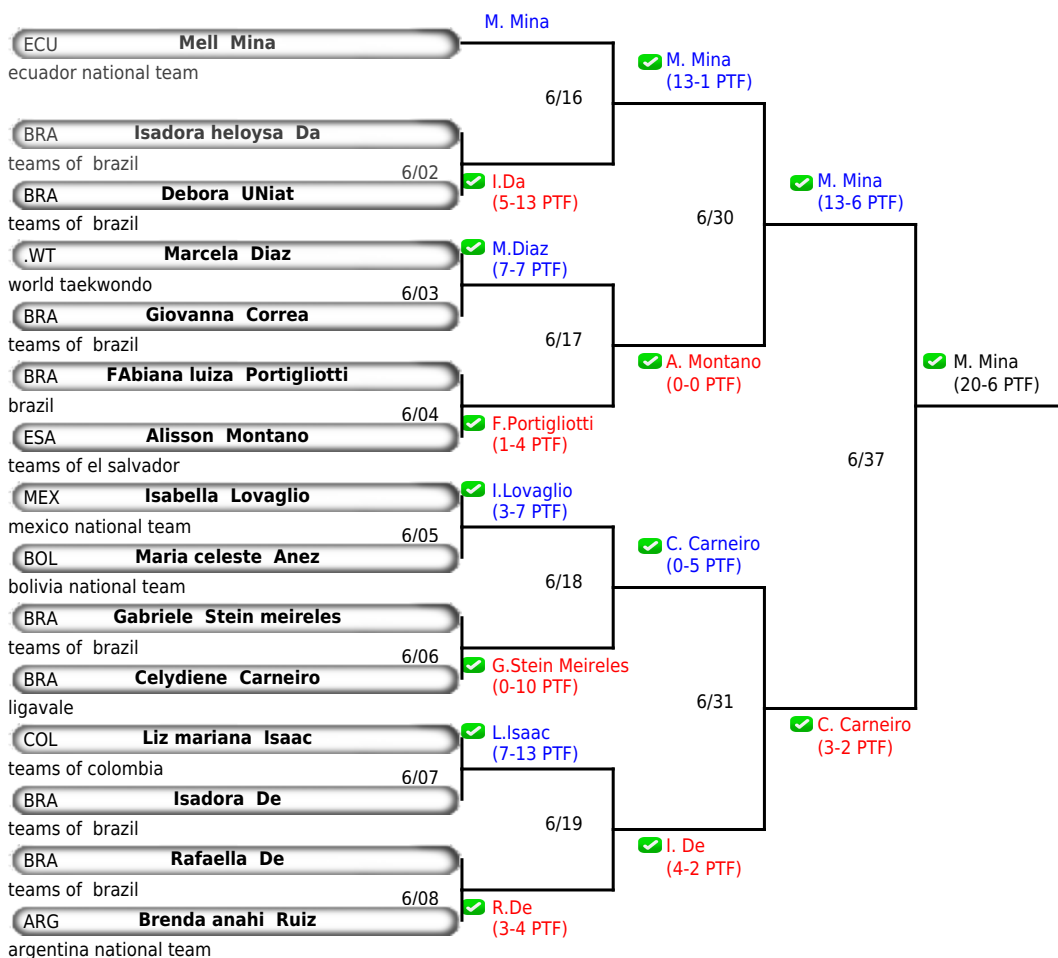 M. Mina
ECU Mell Mina
ecuador national team
M. Mina
(13-1 PTF)
6/16
BRA Isadora heloysa Da
teams of brazil
6/02
I.Da
(5-13 PTF)
BRA Debora UNiat
teams of brazil
M. Mina
(13-6 PTF)
6/30
.WT Marcela Diaz
world taekwondo
M.Diaz
(7-7 PTF)
6/03
BRA Giovanna Correa
teams of brazil
6/17
BRA FAbiana luiza Portigliotti
brazil
A. Montano
(0-0 PTF)
M. Mina
(20-6 PTF)
6/04
F.Portigliotti
(1-4 PTF)
ESA Alisson Montano
teams of el salvador
6/37
MEX Isabella Lovaglio
mexico national team
I.Lovaglio
(3-7 PTF)
6/05
BOL Maria celeste Anez
bolivia national team
C. Carneiro
(0-5 PTF)
6/18
BRA Gabriele Stein meireles
teams of brazil
6/06
G.Stein Meireles
(0-10 PTF)
BRA Celydiene Carneiro
ligavale
6/31
C. Carneiro
(3-2 PTF)
COL Liz mariana Isaac
teams of colombia
L.Isaac
(7-13 PTF)
6/07
BRA Isadora De
teams of brazil
6/19
I. De
(4-2 PTF)
BRA Rafaella De
teams of brazil
6/08
R.De
(3-4 PTF)
ARG Brenda anahi Ruiz
argentina national team